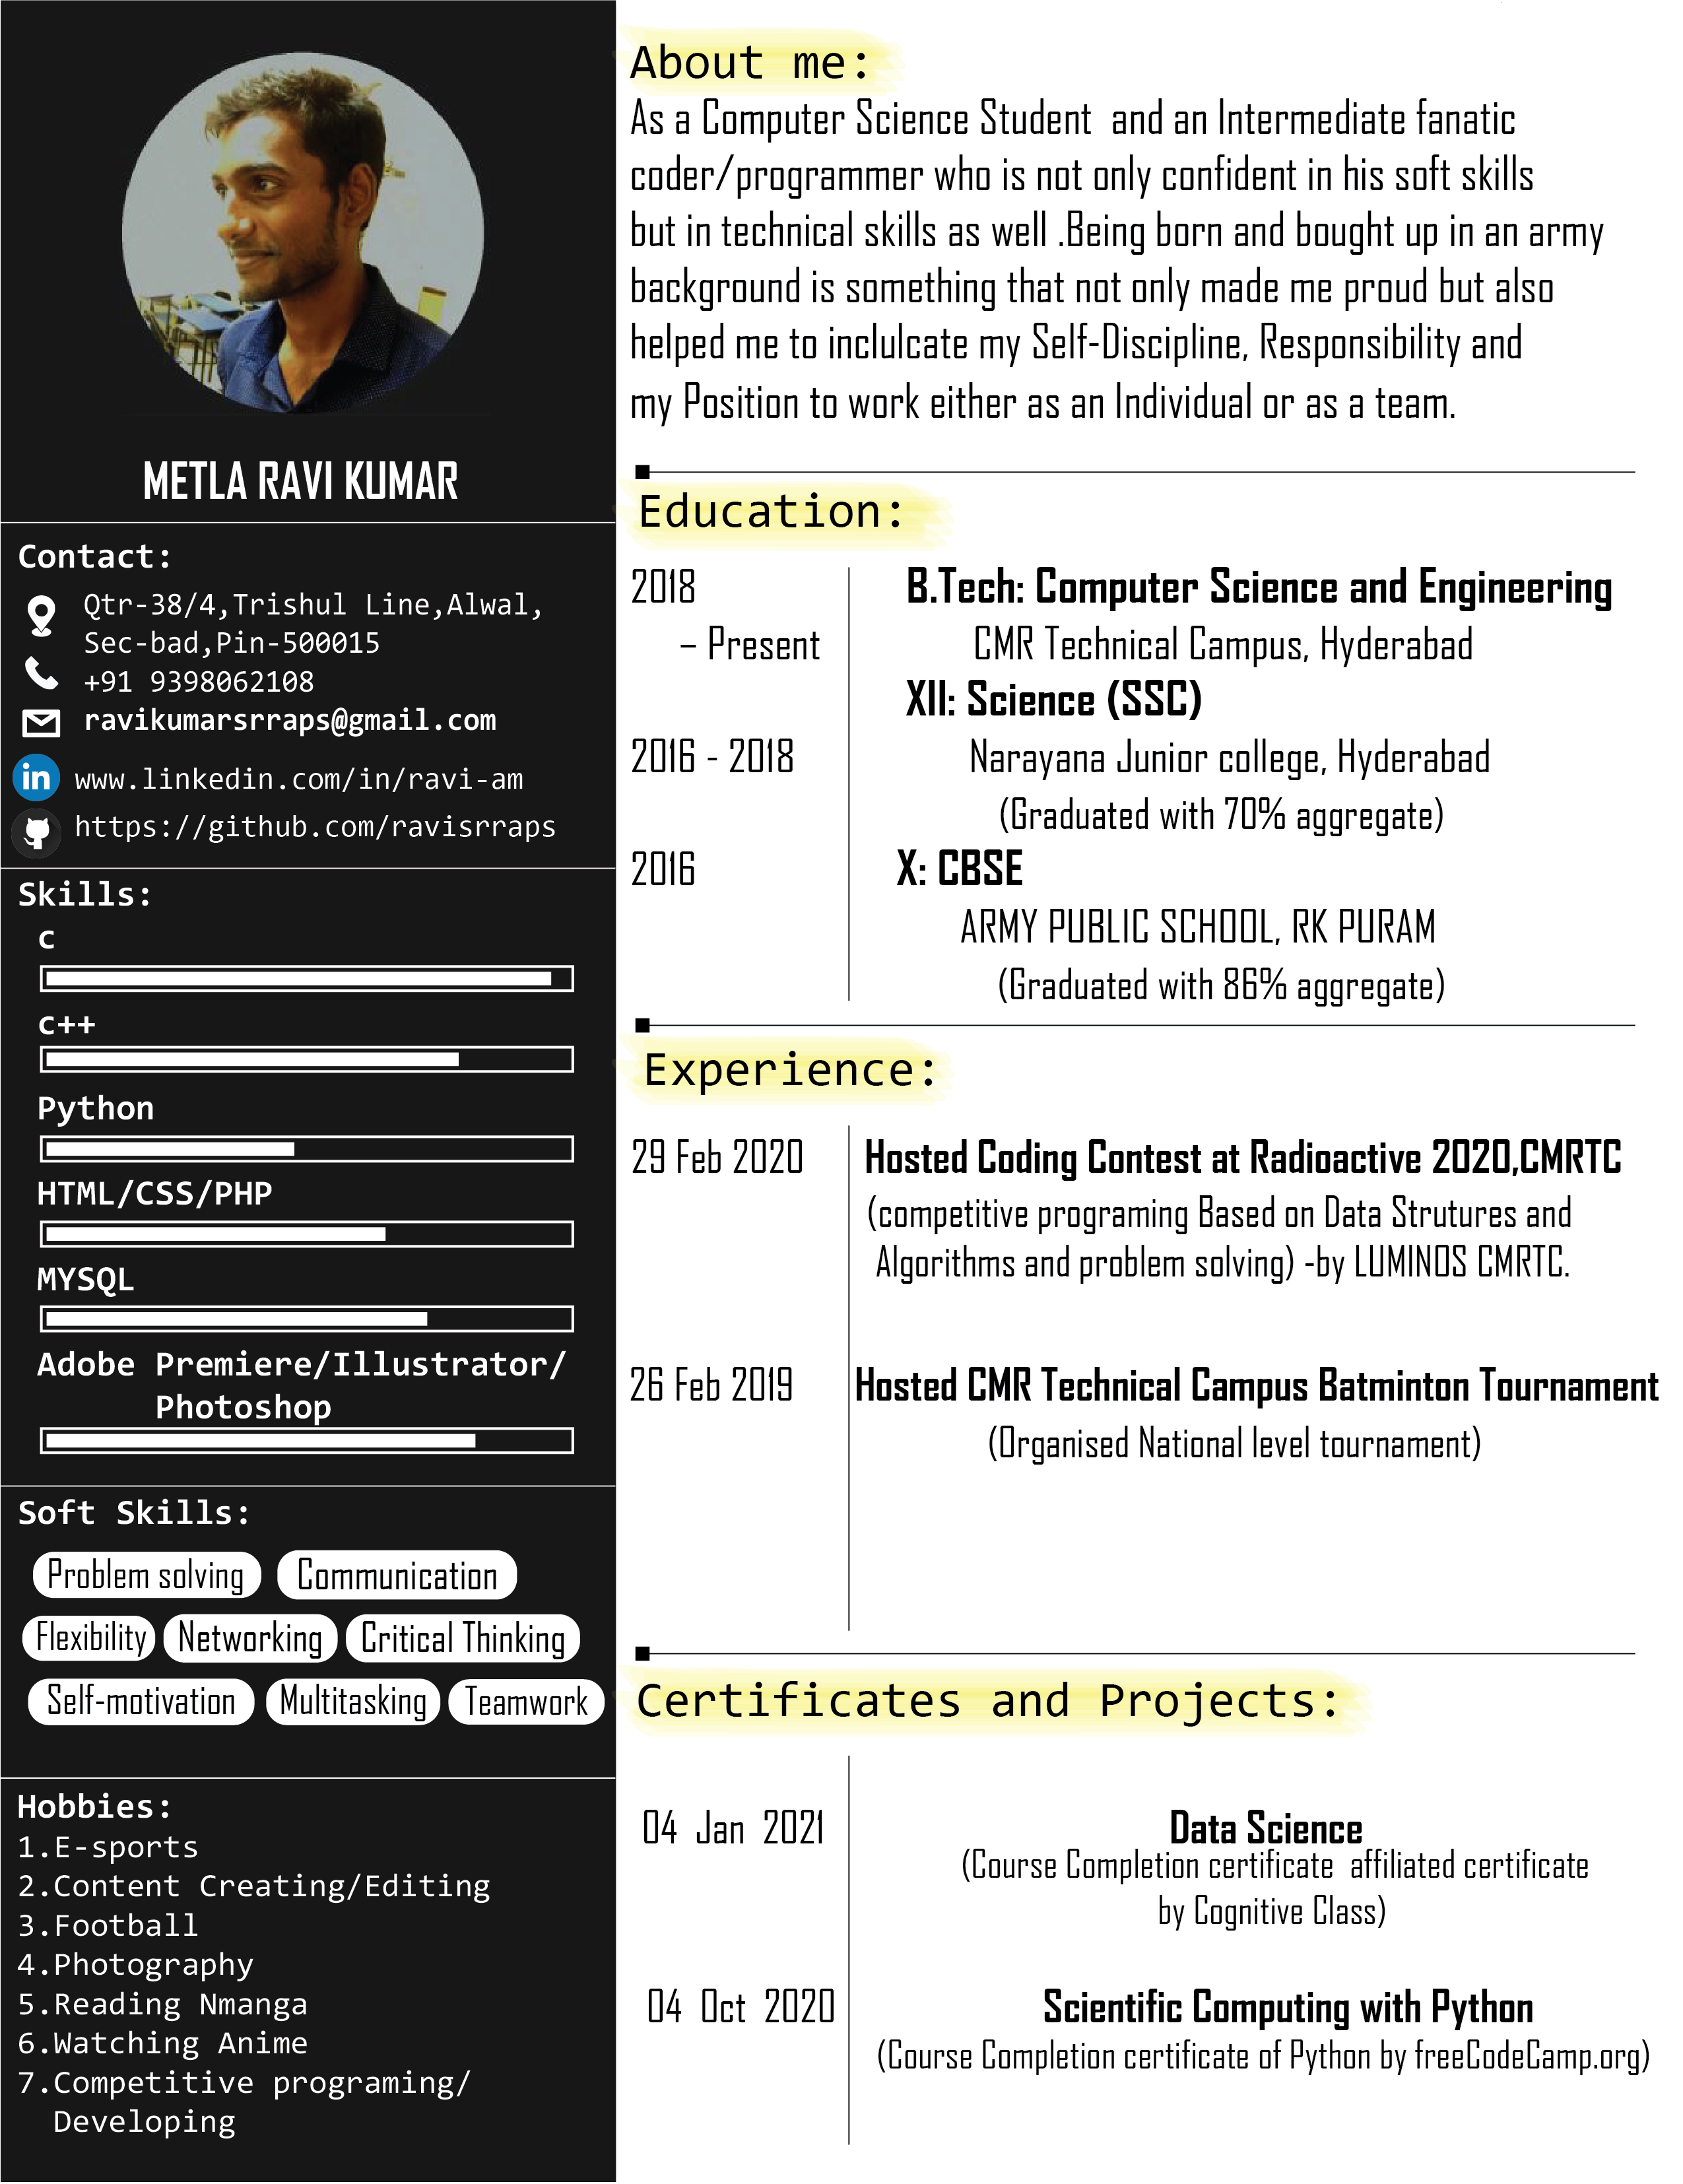 METLA RAVI KUMAR
Contact:
Qtr-38/4,Trishul Line,Alwal,
Sec-bad,Pin-500015
+91 9398062108
ravikumarsrraps@gmail.com
in www.linkedin.com/in/ravi-am
https://github.com/ravisrraps
Skills:
c
c++
Python
HTML/CSS/PHP
MYSQL
Adobe Premiere/Illustrator/
Photoshop
Soft Skills:
Problem solving Communication
Flexibility Networking Critical Thinking
Self-motivation Multitasking Teamwork
Hobbies:
1.E-sports
2.Content Creating/Editing
3.Football
4.Photography
5.Reading Nmanga
6.Watching Anime
7.Competitive programing/
Developing
About me:
As a Computer Science Student and an Intermediate fanatic
coder/programmer who is not only confident in his soft skills
but in technical skills as well .Being born and bought up in an army
background is something that not only made me proud but also
helped me to inclulcate my Self-Discipline, Responsibility and
my Position to work either as an Individual or as a team.
Education:
2018 B.Tech: Computer Science and Engineering
– Present CMR Technical Campus, Hyderabad
XII: Science (SSC)
2016 - 2018 Narayana Junior college, Hyderabad
(Graduated with 70% aggregate)
2016 X: CBSE
ARMY PUBLIC SCHOOL, RK PURAM
(Graduated with 86% aggregate)
Experience:
29 Feb 2020 Hosted Coding Contest at Radioactive 2020,CMRTC
(competitive programing Based on Data Strutures and
Algorithms and problem solving) -by LUMINOS CMRTC.
26 Feb 2019 Hosted CMR Technical Campus Batminton Tournament
(Organised National level tournament)
Certificates and Projects:
04 Jan 2021 Data Science
(Course Completion certificate affiliated certificate
by Cognitive Class)
04 Oct 2020 Scientific Computing with Python
(Course Completion certificate of Python by freeCodeCamp.org)